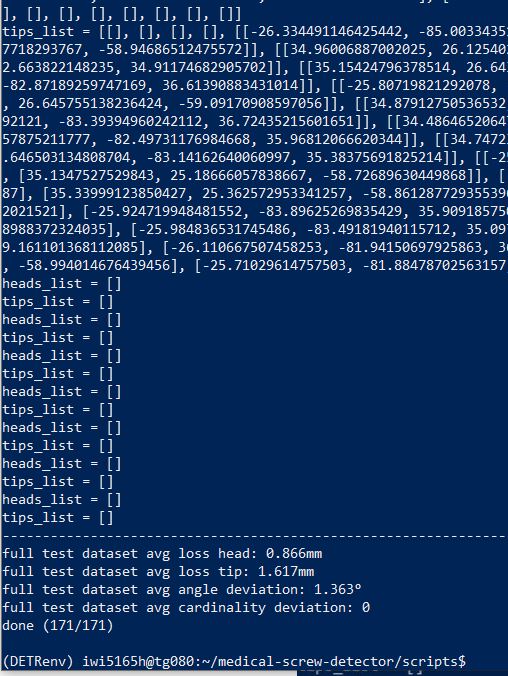 ], [], [], [], [], [], [], []]
tips_list = [[], [], [], [], [[-26.334491146425442, -85.0033435
7718293767, -58.94686512475572]], [[34.96006887002025, 26.12540
2.663822148235, 34.91174682905702]], [[35.15424796378514, 26.64
-82.87189259747169, 36.61390883431014]], [[-25.80719821292078,
, 26.645755138236424, -59.09170908597056]], [[34.87912750536532
92121, -83.39394960242112, 36.72435215601651]], [[34.4864652064
57875211777, -82.49731176984668, 35.96812066620344]], [[34.7472
.646503134808704, -83.14162640060997, 35.38375691825214]], [[-2
, [35.1347527529843, 25.18666057838667, -58.72689630449868]], [
87], [35.33999123850427, 25.362572953341257, -58.8612877293553
2021521], [-25.924719948481552, -83.89625269835429, 35.90918575
8988372324035], [-25.984836531745486, -83.49181940115712, 35.09
9.161101368112085], [-26.110667507458253, -81.94150697925863, 3
, -58.994014676439456], [-25.71029614757503, -81.88478702563157
heads_list = []
tips_list = []
heads_list = []
tips_list = []
heads_list = []
tips_list = []
heads_list = []
tips_list = []
heads_list = []
tips_list = []
heads_list = []
tips_list = []
heads_list = []
tips_list = []
---------------------------------------------------------------
full test dataset avg loss head: 0.866mm
full test dataset avg loss tip: 1.617mm
full test dataset avg angle deviation: 1.363º
full test dataset avg cardinality deviation: 0
done (171/171)
(DETRenv) iwi5165h@tg080:~/medical-screw-detector/scripts$